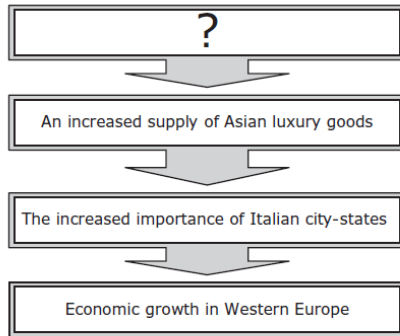 ?
An increased supply of Asian luxury goods
The increased importance of Italian city-states
Economic growth in Western Europe